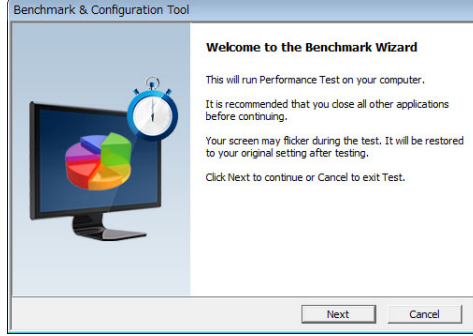 Benchmark & Configuration Tool
Welcome to the Benchmark Wizard
This will run Performance Test on your computer.
It is recommended that you close all other applications
before continuing.
Your screen may flicker during the test. It will be restored
to your original setting after testing.
Click Next to continue or Cancel to exit Test.
Next
Cancel